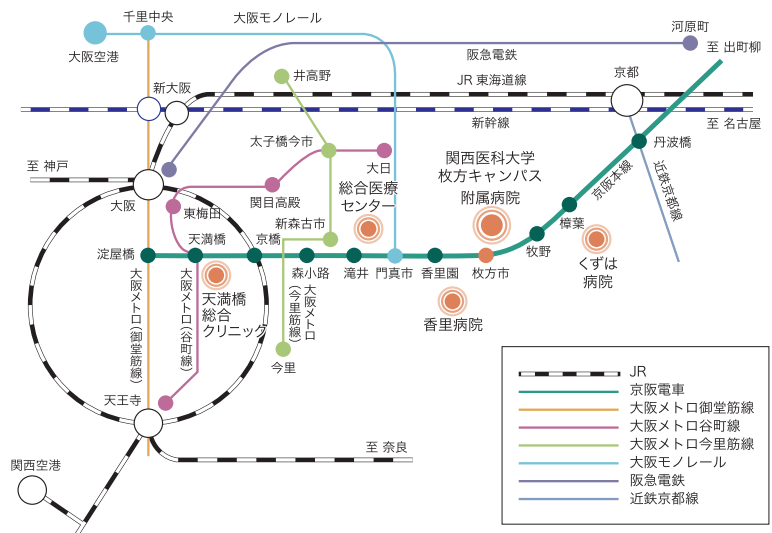 千里中央
大阪モノレール
大阪空港
河原町
阪急電鉄
至 出町柳
京都
新大阪
井高野
JR 東海道線
新幹線
至 名古屋
太子橋今市
大日
関西医科大学
枚方キャンパス
附属病院
丹波橋
京阪本線
近鉄京都線
至 神戸
大阪
東梅田
関目高殿
総合医療
センター
新森古市
樟葉
牧野
くずは
病院
淀屋橋
天満橋
京橋
森小路
滝井
門真市
香里園
枚方市
香里病院
大阪メトロ(御堂筋線)
大阪メトロ(谷町線)
天満橋
総合
クリニック
大阪メトロ
(今里筋線)
今里
天王寺
至 奈良
関西空港
JR
京阪電車
大阪メトロ御堂筋線
大阪メトロ谷町線
大阪メトロ今里筋線
大阪モノレール
阪急電鉄
近鉄京都線